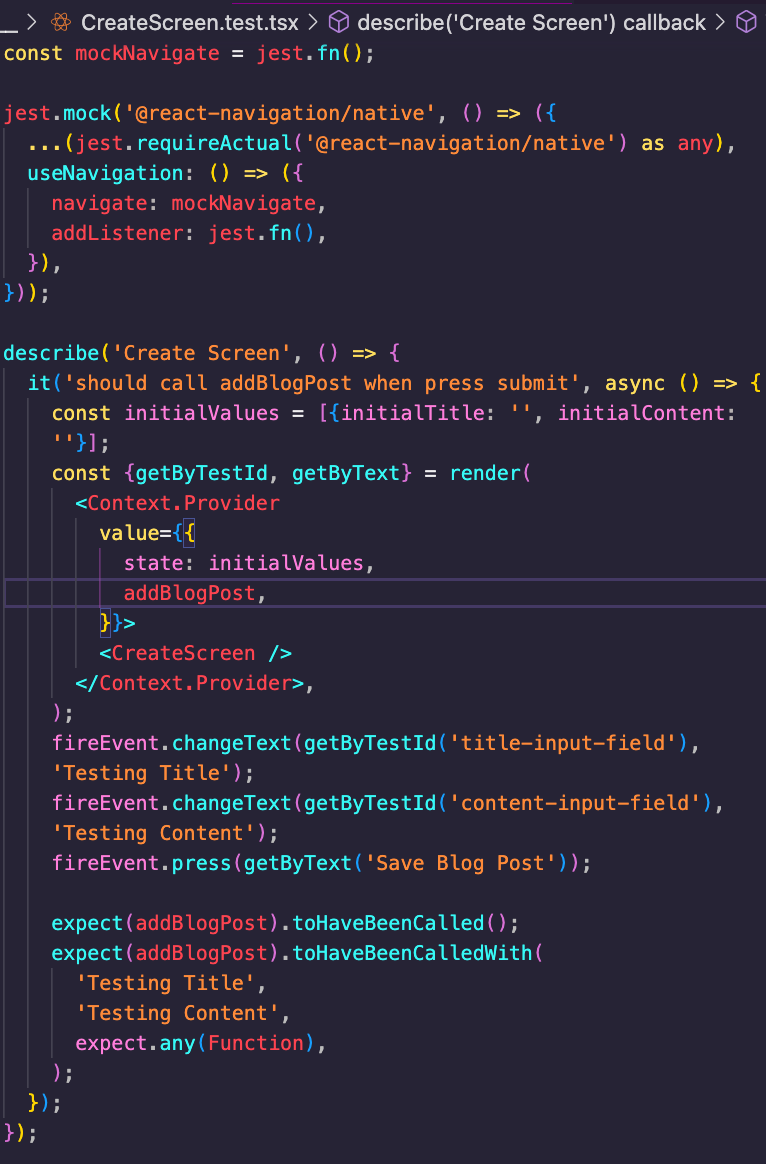 __ > CreateScreen.test.tsx > describe('Create Screen') callback >
const mockNavigate = jest.fn();
jest.mock('@react-navigation/native', () => ({
...(jest.requireActual('@react-navigation/native') as any),
useNavigation: () => ({
navigate: mockNavigate,
addListener: jest.fn(),
}),
}));
describe('Create Screen', () => {
it('should call addBlogPost when press submit', async () => {
const initialValues = [{initialTitle: '', initialContent:
''}];
const {getByTestId, getByText} = render(
<Context.Provider
value={{
state: initialValues,
addBlogPost,
}}>
<CreateScreen />
</Context.Provider>,
);
fireEvent.changeText(getByTestId('title-input-field'),
'Testing Title');
fireEvent.changeText(getByTestId('content-input-field'),
'Testing Content');
fireEvent.press(getByText('Save Blog Post'));
expect(addBlogPost).toHaveBeenCalled();
expect(addBlogPost).toHaveBeenCalledWith(
'Testing Title',
'Testing Content',
expect.any(Function),
);
});
});